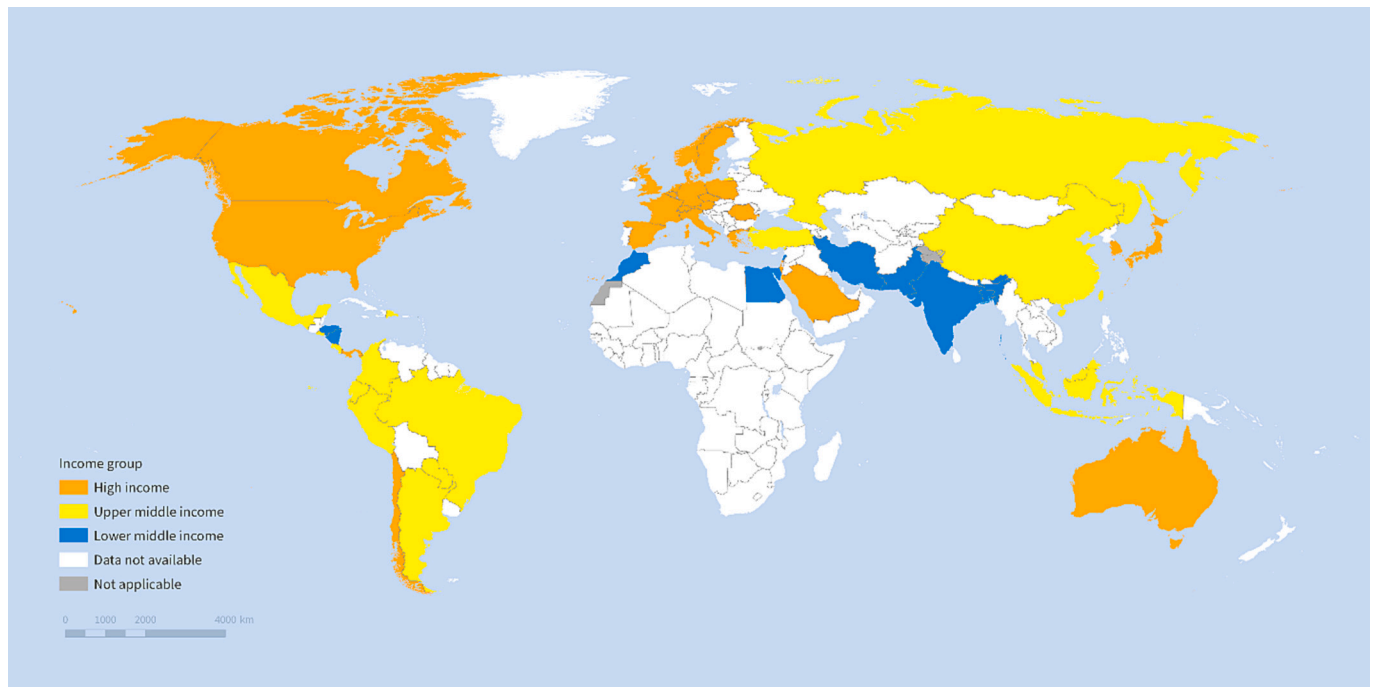 Income group
High income
Upper middle income
Lower middle income
Data not available
Not applicable
0 1000 2000 4000 km